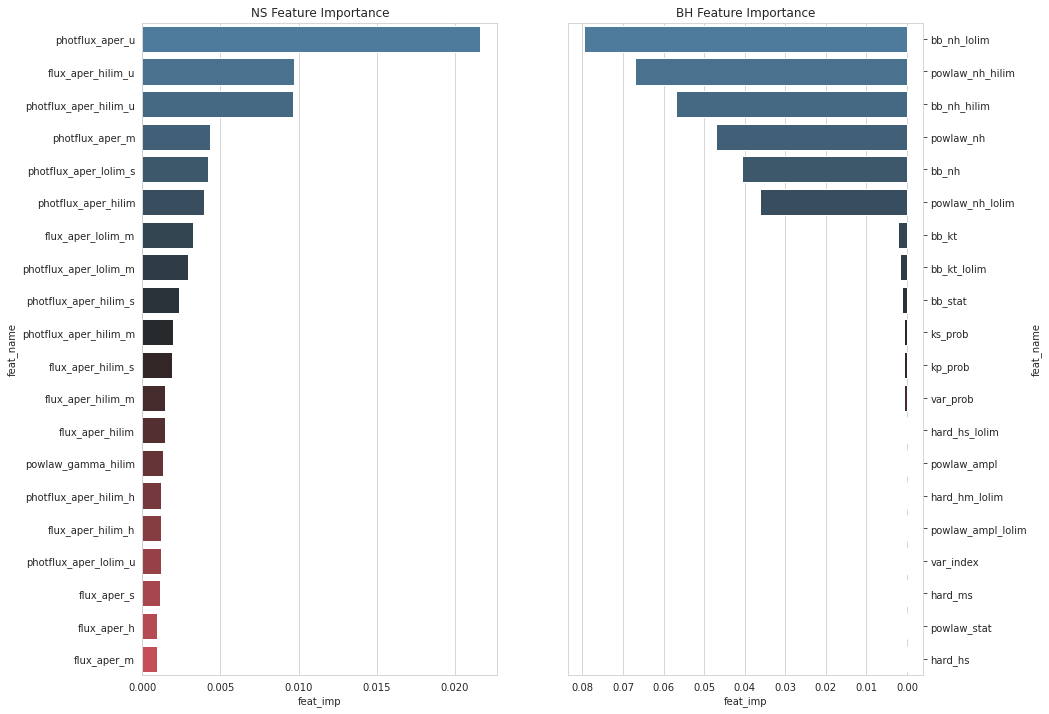 NS Feature Importance
photflux_aper_u
flux_aper_hilim_u
photflux_aper_hilim_u
photflux_aper_m
photflux_aper_lolim_s
photflux_aper_hilim
flux_aper_lolim_m
photflux_aper_lolim_m
photflux_aper_hilim_s
photflux_aper_hilim_m
flux_aper_hilim_s
flux_aper_hilim_m
flux_aper_hilim
powlaw_gamma_hilim
photflux_aper_hilim_h
flux_aper_hilim_h
photflux_aper_lolim_u
flux_aper_s
flux_aper_h
flux_aper_m
feat_name
0.000 0.005 0.010 0.015 0.020
feat_imp
BH Feature Importance
bb_nh_lolim
powlaw_nh_hilim
bb_nh_hilim
powlaw_nh
bb_nh
powlaw_nh_lolim
bb_kt
bb_kt_lolim
bb_stat
ks_prob
kp_prob
var_prob
hard_hs_lolim
powlaw_ampl
hard_hm_lolim
powlaw_ampl_lolim
var_index
hard_ms
powlaw_stat
hard_hs
feat_name
0.08 0.07 0.06 0.05 0.04 0.03 0.02 0.01 0.00
feat_imp